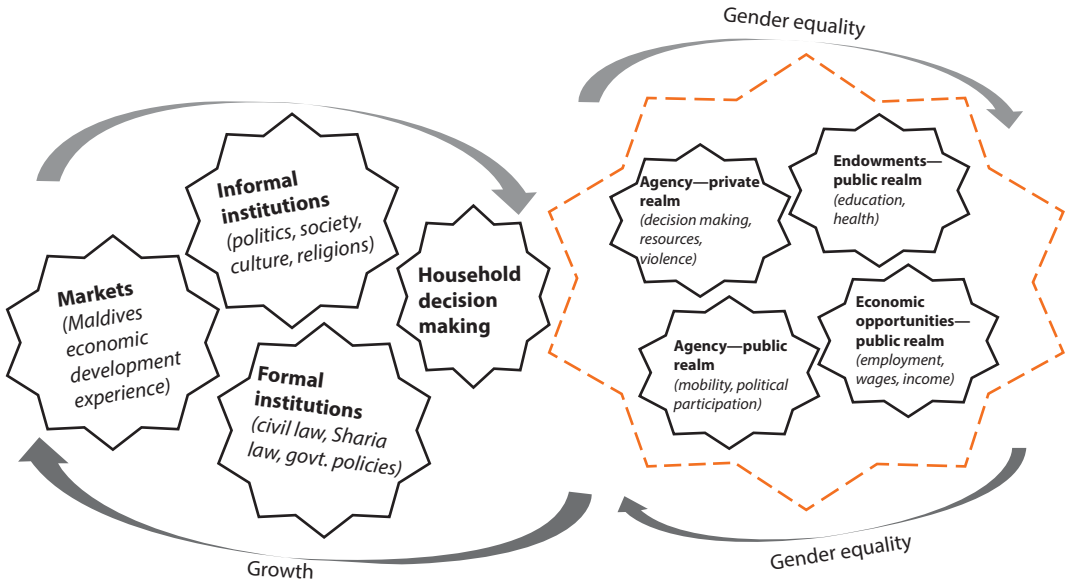 Gender equality
Informal
institutions
(politics, society,
culture, religions)
Markets
(Maldives
economic
development
experience)
Formal
institutions
(civil law, Sharia
law, govt. policies)
Household
decision
making
Growth
Agency—private
realm
(decision making,
resources,
violence)
Endowments—
public realm
(education,
health)
Agency—public
realm
(mobility, political
participation)
Economic
opportunities—
public realm
(employment,
wages, income)
Gender equality